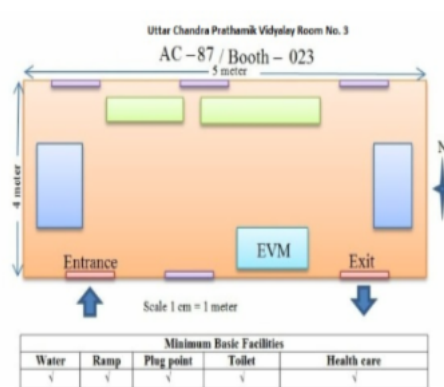 Uttar Chandra Prathamik Vidyalay Room No. 3
AC – 87 / Booth – 023
5 meter
4 meter
N
EVM
Entrance
Exit
Scale 1 cm = 1 meter
Minimum Basic Facilities
Water Ramp Plug point Toilet Health care
√ √ √ √ √